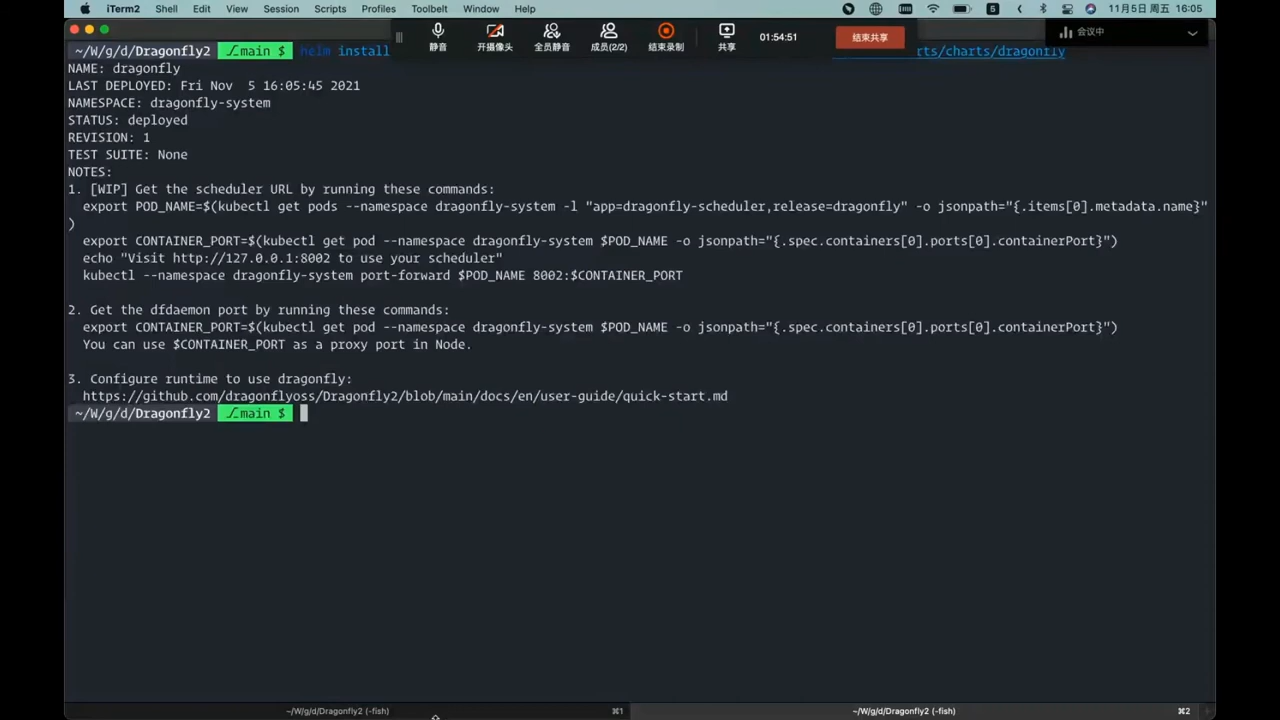 iTerm2 Shell Edit View Session Scripts Profiles Toolbelt Window Help 5 11月5日 周五 16:05
静音 开摄像头 全员静音 成员(2/2) 结束录制 共享 01:54:51 结束共享 会议中
~/W/g/d/Dragonfly2 main $ helm install rts/charts/dragonfly
NAME: dragonfly
LAST DEPLOYED: Fri Nov  5 16:05:45 2021
NAMESPACE: dragonfly-system
STATUS: deployed
REVISION: 1
TEST SUITE: None
NOTES:
1. [WIP] Get the scheduler URL by running these commands:
  export POD_NAME=$(kubectl get pods --namespace dragonfly-system -l "app=dragonfly-scheduler,release=dragonfly" -o jsonpath="{.items[0].metadata.name}"
)
  export CONTAINER_PORT=$(kubectl get pod --namespace dragonfly-system $POD_NAME -o jsonpath="{.spec.containers[0].ports[0].containerPort}")
  echo "Visit http://127.0.0.1:8002 to use your scheduler"
  kubectl --namespace dragonfly-system port-forward $POD_NAME 8002:$CONTAINER_PORT
2. Get the dfdaemon port by running these commands:
  export CONTAINER_PORT=$(kubectl get pod --namespace dragonfly-system $POD_NAME -o jsonpath="{.spec.containers[0].ports[0].containerPort}")
  You can use $CONTAINER_PORT as a proxy port in Node.
3. Configure runtime to use dragonfly:
  https://github.com/dragonflyoss/Dragonfly2/blob/main/docs/en/user-guide/quick-start.md
~/W/g/d/Dragonfly2 main $
~/W/g/d/Dragonfly2 (-fish) ⌘1 ~/W/g/d/Dragonfly2 (-fish) ⌘2